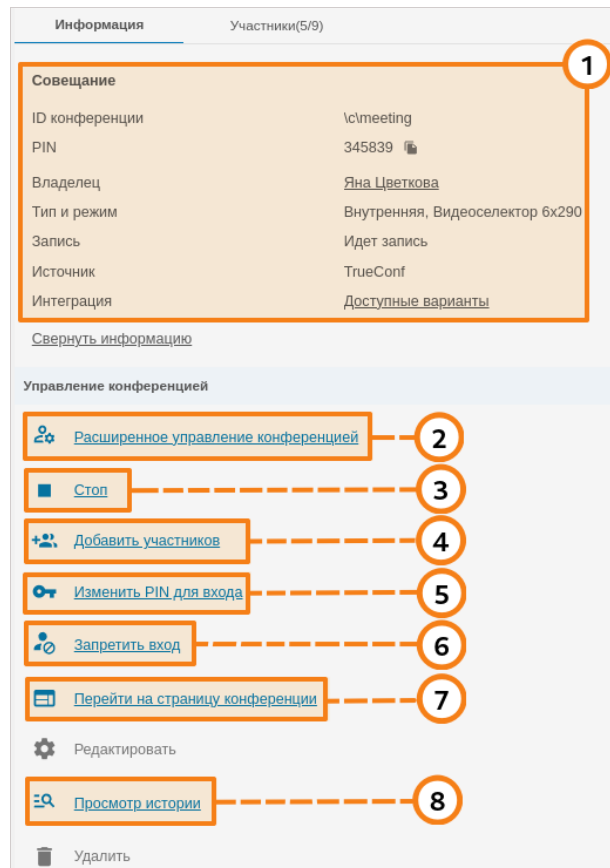 Информация Участники(5/9)
1
Совещание
ID конференции \c\meeting
PIN 345839
Владелец Яна Цветкова
Тип и режим Внутренняя, Видеоселектор 6x290
Запись Идет запись
Источник TrueConf
Интеграция Доступные варианты
Свернуть информацию
Управление конференцией
Расширенное управление конференцией 2
Стоп 3
Добавить участников 4
Изменить PIN для входа 5
Запретить вход 6
Перейти на страницу конференции 7
Редактировать
Просмотр истории 8
Удалить